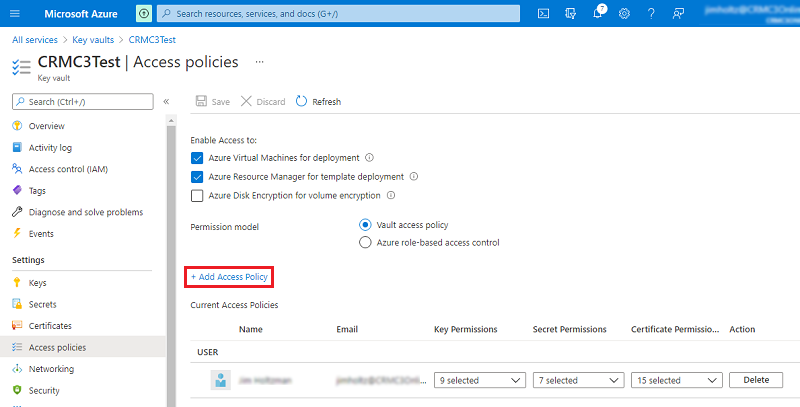 Microsoft Azure
Search resources, services, and docs (G+/)
7
?
All services > Key vaults > CRMC3Test
CRMC3Test | Access policies ...
Key vault
Search (Ctrl+/)
«
Save
Discard
Refresh
Overview
Activity log
Access control (IAM)
Tags
Diagnose and solve problems
Events
Settings
Keys
Secrets
Certificates
Access policies
Networking
Security
Enable Access to:
Azure Virtual Machines for deployment
Azure Resource Manager for template deployment
Azure Disk Encryption for volume encryption
Permission model
Vault access policy
Azure role-based access control
+ Add Access Policy
Current Access Policies
Name Email Key Permissions Secret Permissions Certificate Permissio... Action
USER
9 selected 7 selected 15 selected Delete